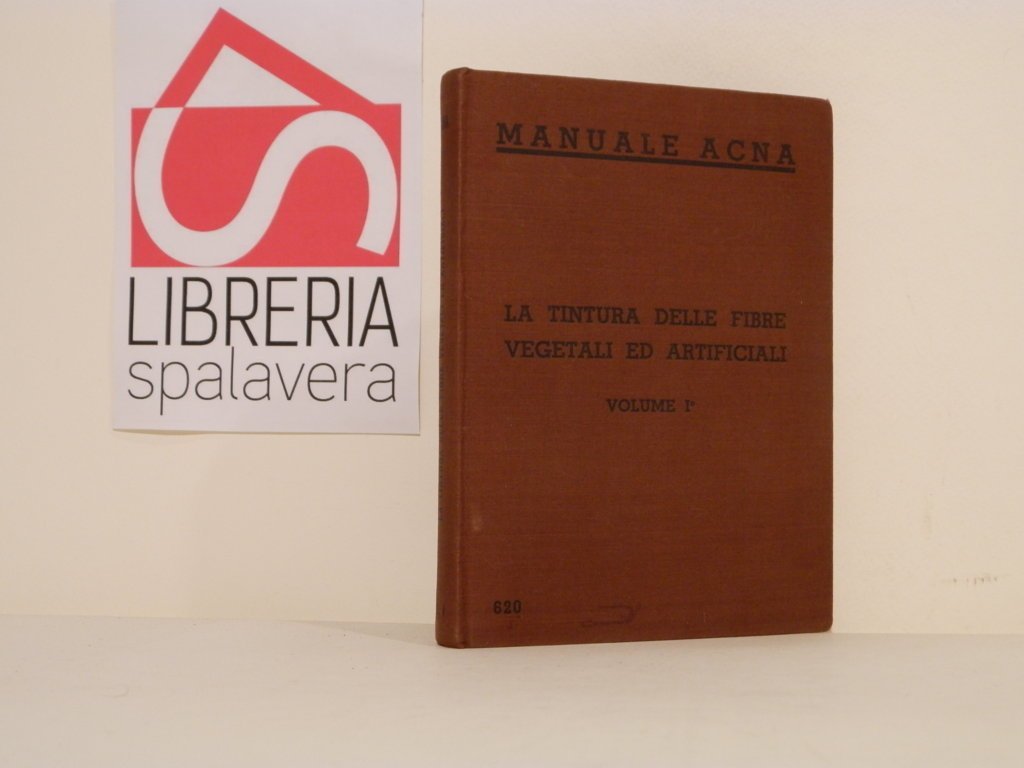 LIBRERIA
spalavera
MANUALE ACNA
LA TINTURA DELLE FIBRE
VEGETALI ED ARTIFICIALI
VOLUME I°
620